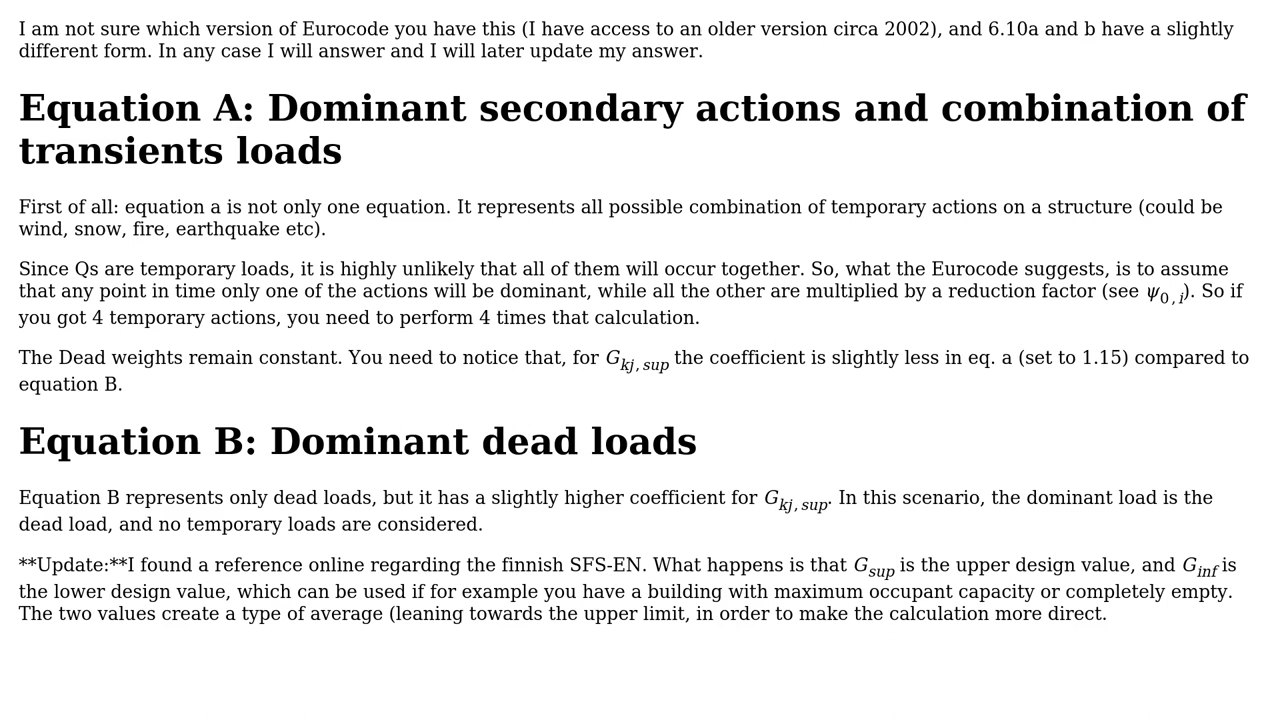 I am not sure which version of Eurocode you have this (I have access to an older version circa 2002), and 6.10a and b have a slightly
different form. In any case I will answer and I will later update my answer.
Equation A: Dominant secondary actions and combination of
transients loads
First of all: equation a is not only one equation. It represents all possible combination of temporary actions on a structure (could be
wind, snow, fire, earthquake etc).
Since Qs are temporary loads, it is highly unlikely that all of them will occur together. So, what the Eurocode suggests, is to assume
that any point in time only one of the actions will be dominant, while all the other are multiplied by a reduction factor (see ψ0,i). So if
you got 4 temporary actions, you need to perform 4 times that calculation.
The Dead weights remain constant. You need to notice that, for Gkj,sup the coefficient is slightly less in eq. a (set to 1.15) compared to
equation B.
Equation B: Dominant dead loads
Equation B represents only dead loads, but it has a slightly higher coefficient for Gkj,sup. In this scenario, the dominant load is the
dead load, and no temporary loads are considered.
**Update:**I found a reference online regarding the finnish SFS-EN. What happens is that Gsup is the upper design value, and Ginf is
the lower design value, which can be used if for example you have a building with maximum occupant capacity or completely empty.
The two values create a type of average (leaning towards the upper limit, in order to make the calculation more direct.